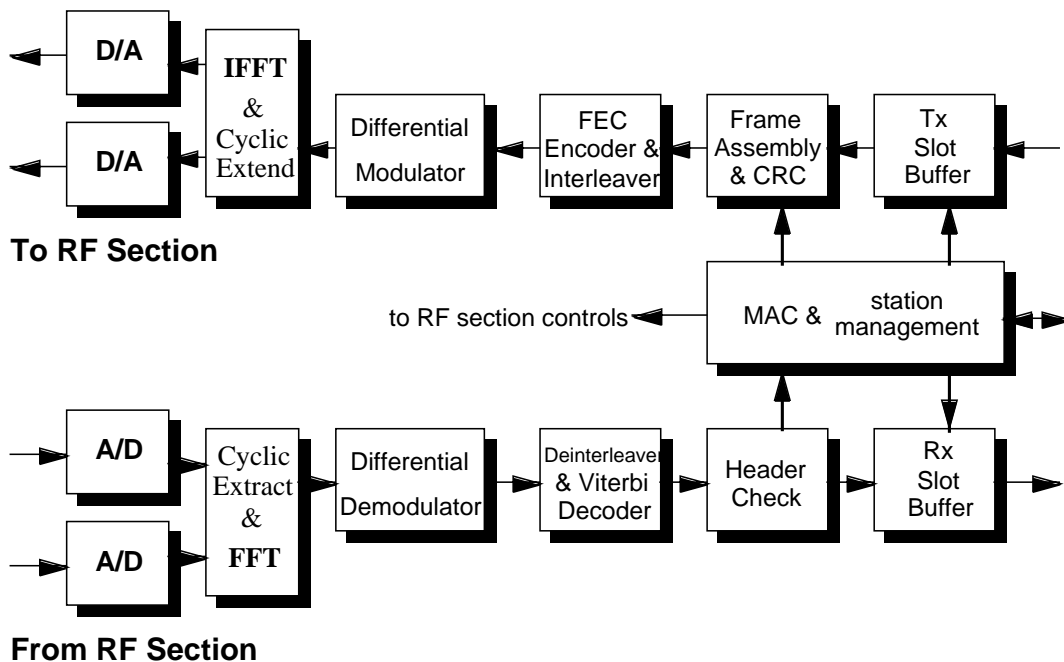 D/A
D/A
IFFT
&
Cyclic
Extend
Differential
Modulator
FEC
Encoder &
Interleaver
Frame
Assembly
& CRC
Tx
Slot
Buffer
To RF Section
to RF section controls
MAC & station
management
A/D
A/D
Cyclic
Extract
&
FFT
Differential
Demodulator
Deinterleaver
& Viterbi
Decoder
Header
Check
Rx
Slot
Buffer
From RF Section